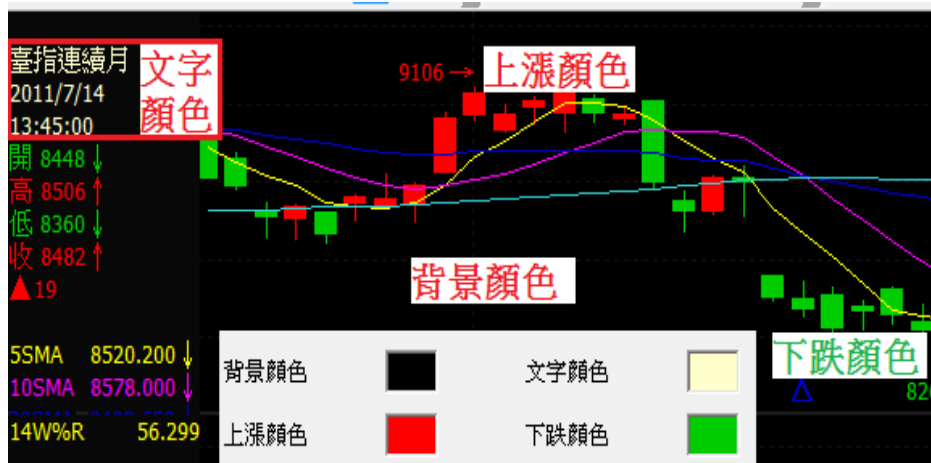 臺指連續月
2011/7/14
13:45:00
文字
顏色
9106→
上漲顏色
開 8448↓
高 8506↑
低 8360↓
收 8482↑
▲19
背景顏色
5SMA 8520.200↓
10SMA 8578.000↓
14W%R 56.299
下跌顏色
背景顏色
文字顏色
上漲顏色
下跌顏色